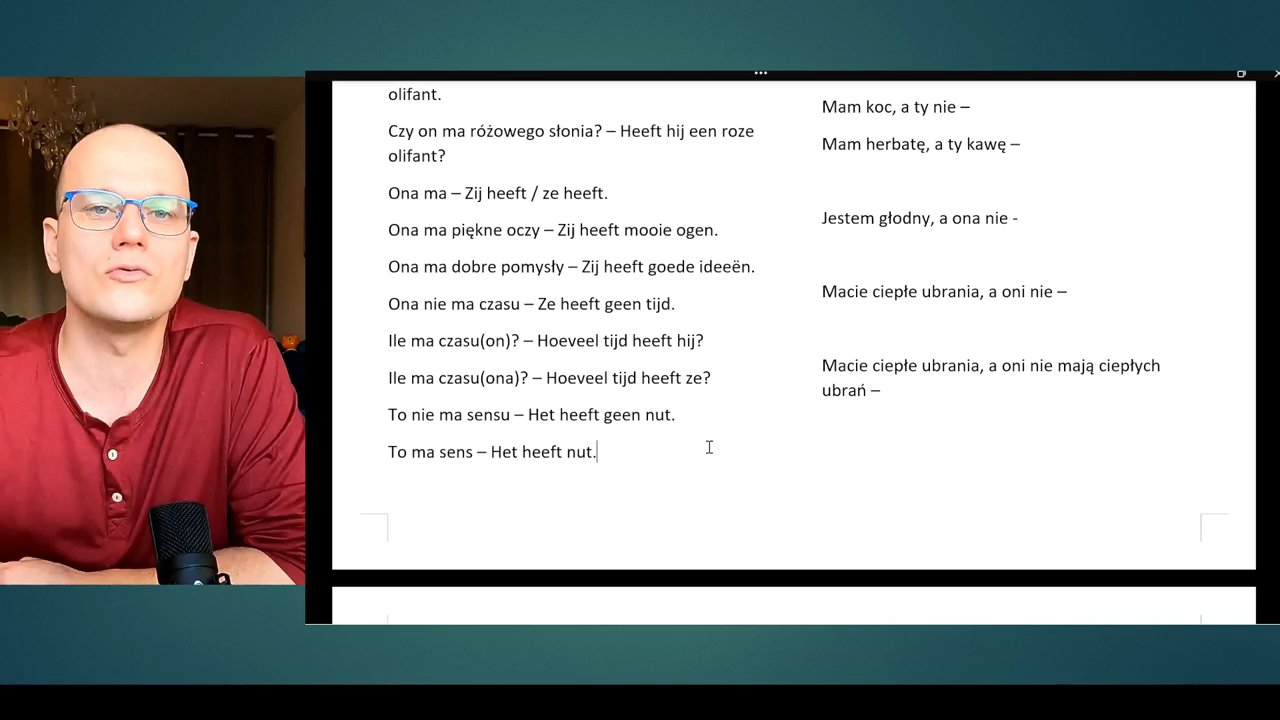 olifant.
Czy on ma różowego słonia? – Heeft hij een roze
olifant?
Ona ma – Zij heeft / ze heeft.
Ona ma piękne oczy – Zij heeft mooie ogen.
Ona ma dobre pomysły – Zij heeft goede ideeën.
Ona nie ma czasu – Ze heeft geen tijd.
Ile ma czasu(on)? – Hoeveel tijd heeft hij?
Ile ma czasu(ona)? – Hoeveel tijd heeft ze?
To nie ma sensu – Het heeft geen nut.
To ma sens – Het heeft nut.
Mam koc, a ty nie –
Mam herbatę, a ty kawę –
Jestem głodny, a ona nie -
Macie ciepłe ubrania, a oni nie –
Macie ciepłe ubrania, a oni nie mają ciepłych
ubrań –